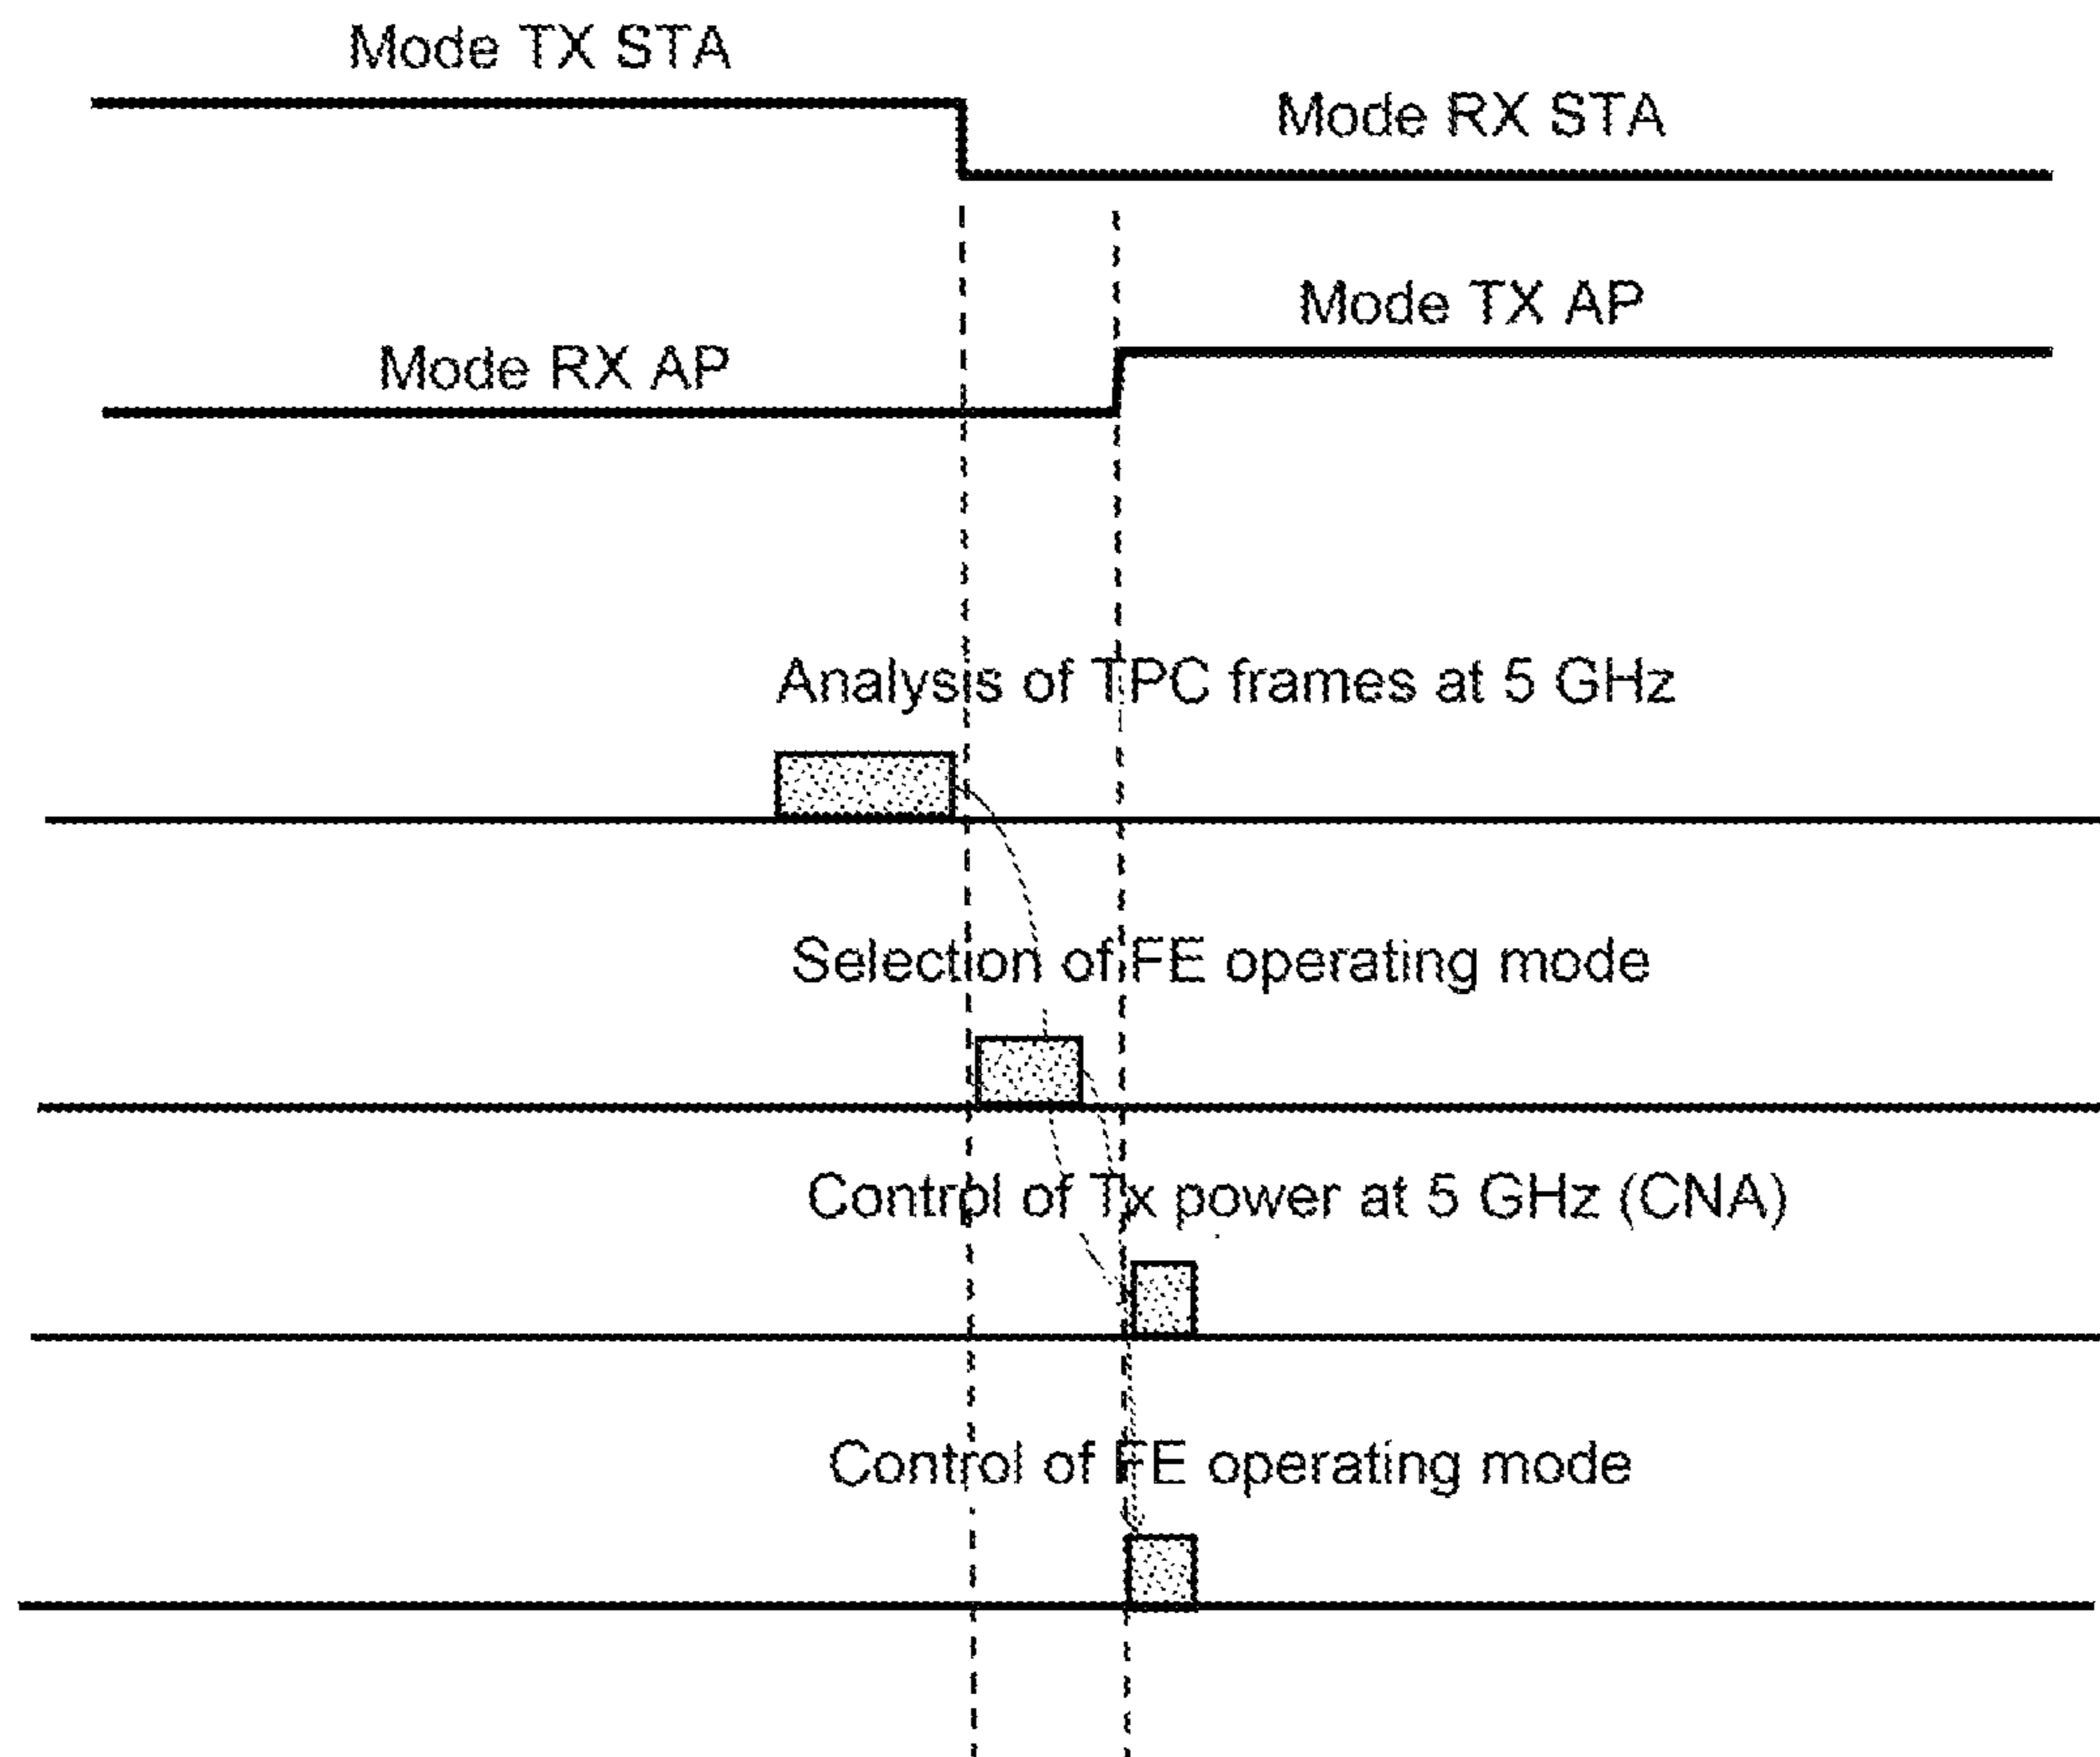 Mode TX STA
Mode RX STA
Mode TX AP
Mode RX AP
Analysis of TPC frames at 5 GHz
Selection of FE operating mode
Control of Tx power at 5 GHz (CNA)
Control of FE operating mode